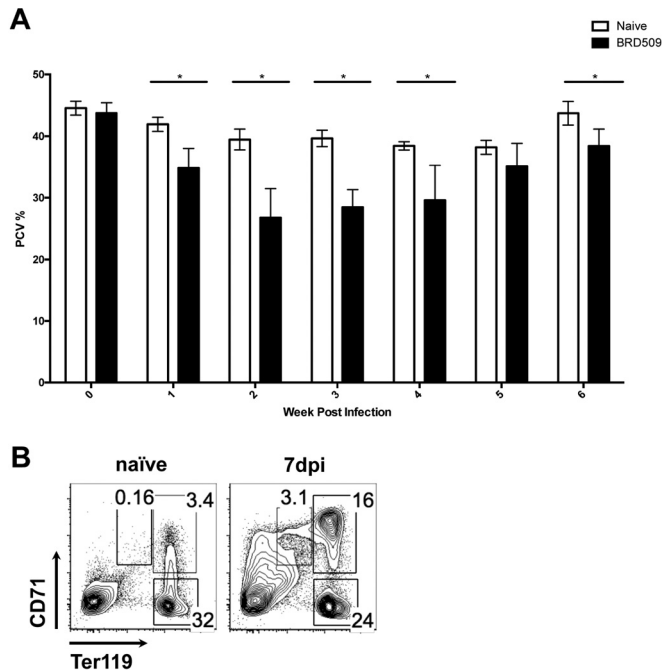 A
Naive
BRD509
* * * * *
50
40
30
20
10
0
PCV %
0 1 2 3 4 5 6
Week Post Infection
B
naïve 7dpi
0.16 3.4 3.1 16
32 24
CD71
Ter119